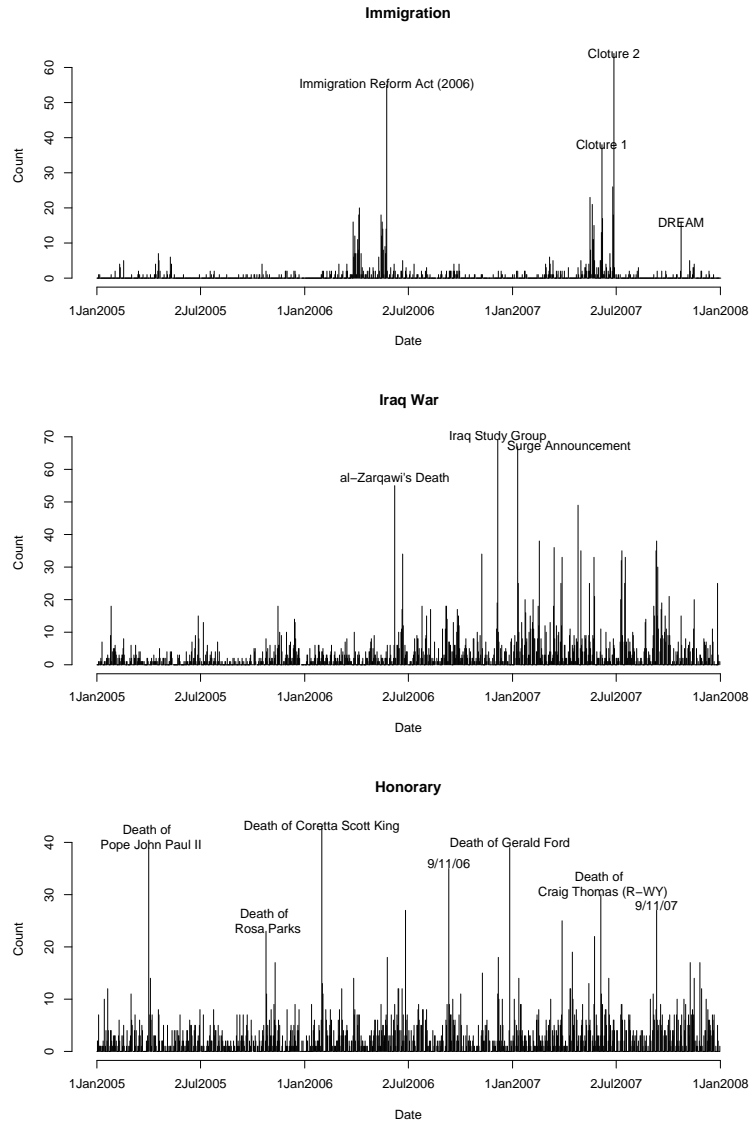 Immigration
Count
60
50
40
30
20
10
0
Immigration Reform Act (2006)
Cloture 2
Cloture 1
DREAM
1Jan2005 2Jul2005 1Jan2006 2Jul2006 1Jan2007 2Jul2007 1Jan2008
Date
Iraq War
Count
70
60
50
40
30
20
10
0
Iraq Study Group
Surge Announcement
al−Zarqawi's Death
1Jan2005 2Jul2005 1Jan2006 2Jul2006 1Jan2007 2Jul2007 1Jan2008
Date
Honorary
Count
40
30
20
10
0
Death of
Pope John Paul II
Death of
Rosa Parks
Death of Coretta Scott King
9/11/06
Death of Gerald Ford
Death of
Craig Thomas (R−WY)
9/11/07
1Jan2005 2Jul2005 1Jan2006 2Jul2006 1Jan2007 2Jul2007 1Jan2008
Date